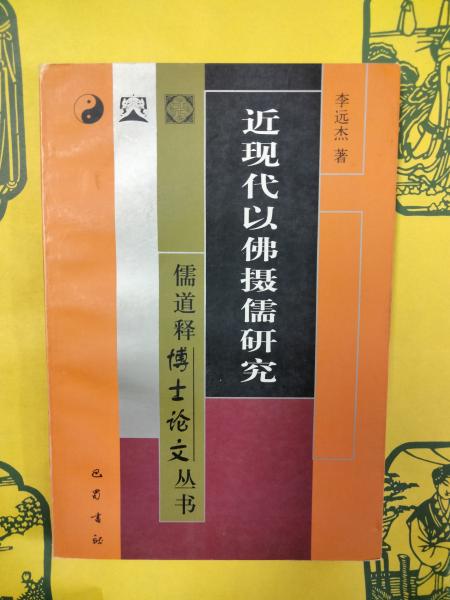 李远杰 著
近现代以佛摄儒研究
儒道释博士论文丛书
巴蜀书社